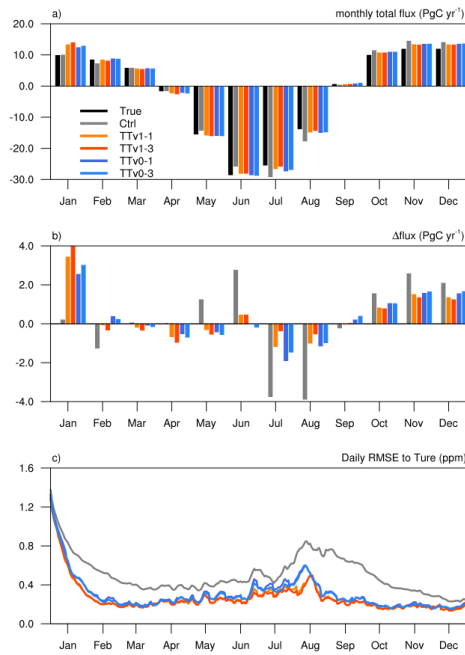 a) monthly total flux (PgC yr⁻¹)
20.0
10.0
0.0
-10.0
-20.0
-30.0
True
Ctrl
TTv1-1
TTv1-3
TTv0-1
TTv0-3
Jan Feb Mar Apr May Jun Jul Aug Sep Oct Nov Dec
b) Δflux (PgC yr⁻¹)
4.0
2.0
0.0
-2.0
-4.0
Jan Feb Mar Apr May Jun Jul Aug Sep Oct Nov Dec
c) Daily RMSE to Ture (ppm)
1.6
1.2
0.8
0.4
0.0
Jan Feb Mar Apr May Jun Jul Aug Sep Oct Nov Dec